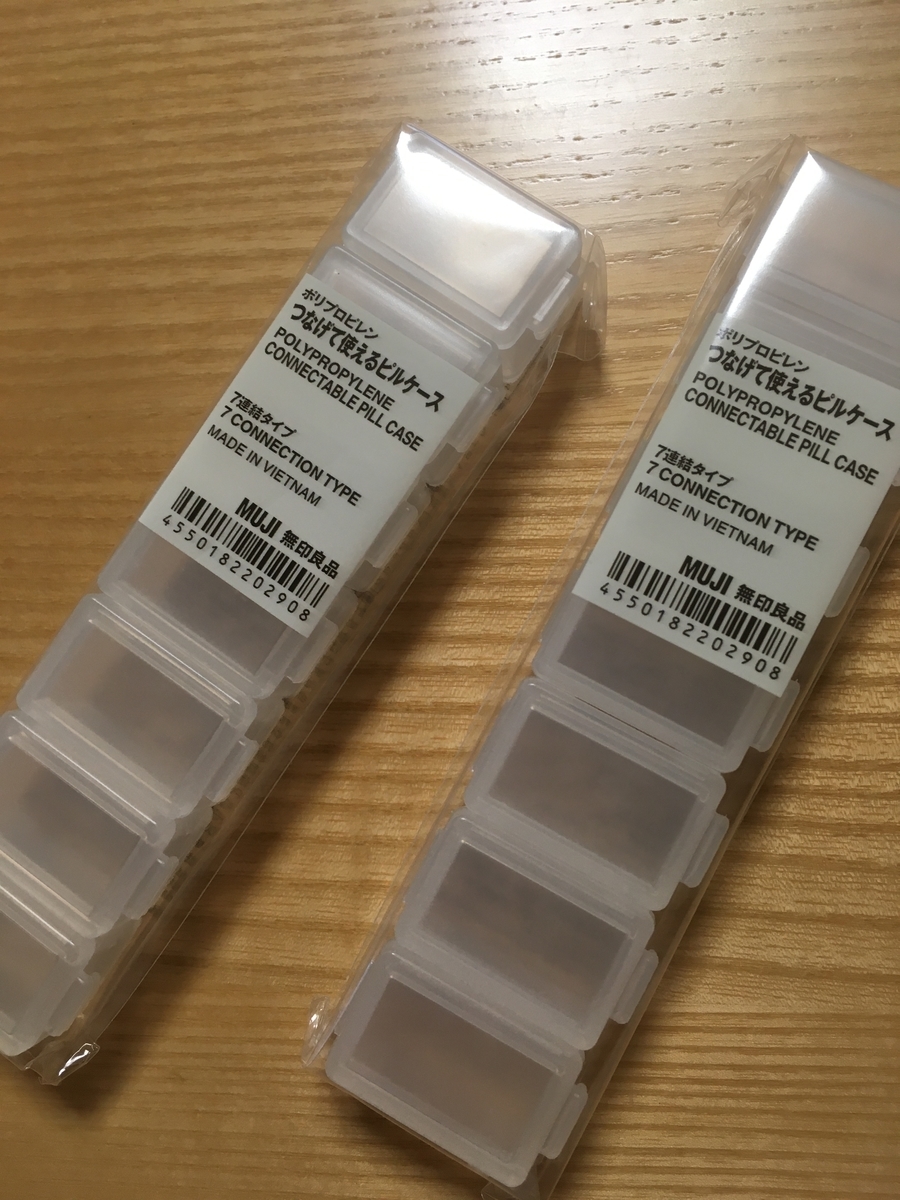 ポリプロピレン
つなげて使えるピルケース
POLYPROPYLENE
CONNECTABLE PILL CASE
7連結タイプ
7 CONNECTION TYPE
MADE IN VIETNAM
MUJI 無印良品
4550182202908
ポリプロピレン
つなげて使えるピルケース
POLYPROPYLENE
CONNECTABLE PILL CASE
7連結タイプ
7 CONNECTION TYPE
MADE IN VIETNAM
MUJI 無印良品
4550182202908